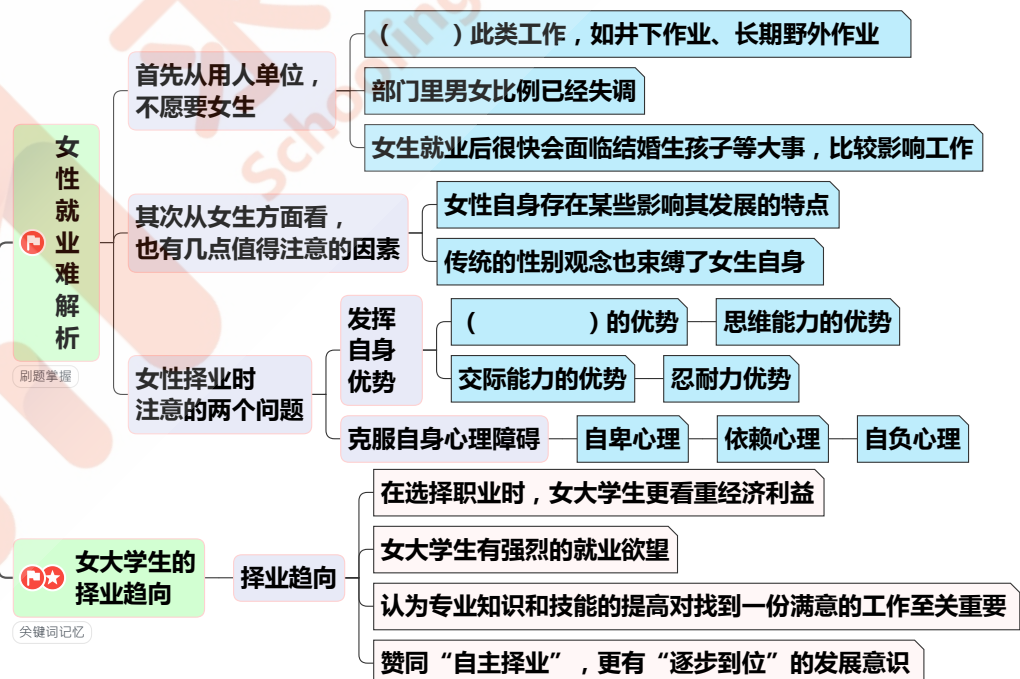 女
性
就
业
难
解
析
刷题掌握
首先从用人单位，
不愿要女生
（　　　）此类工作，如井下作业、长期野外作业
部门里男女比例已经失调
女生就业后很快会面临结婚生孩子等大事，比较影响工作
其次从女生方面看，
也有几点值得注意的因素
女性自身存在某些影响其发展的特点
传统的性别观念也束缚了女生自身
女性择业时
注意的两个问题
发挥
自身
优势
（　　　　　）的优势
思维能力的优势
交际能力的优势
忍耐力优势
克服自身心理障碍
自卑心理
依赖心理
自负心理
女大学生的
择业趋向
关键词记忆
择业趋向
在选择职业时，女大学生更看重经济利益
女大学生有强烈的就业欲望
认为专业知识和技能的提高对找到一份满意的工作至关重要
赞同“自主择业”，更有“逐步到位”的发展意识
Schooling